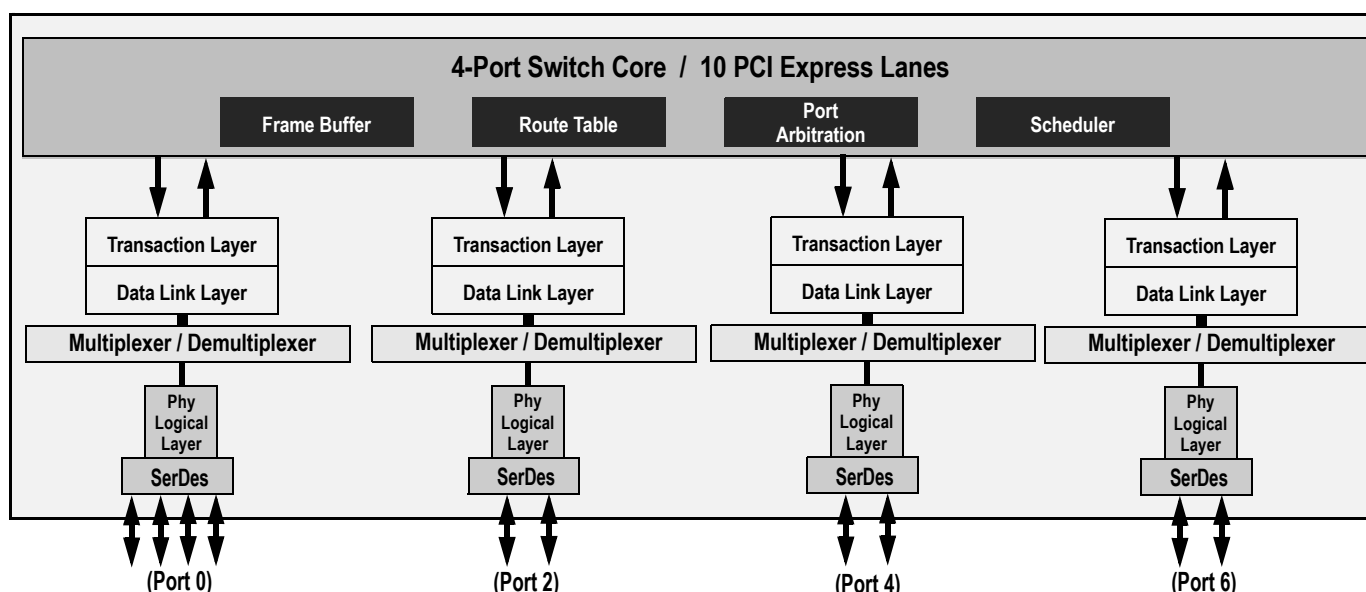 4-Port Switch Core / 10 PCI Express Lanes
Frame Buffer
Route Table
Port
Arbitration
Scheduler
Transaction Layer
Data Link Layer
Multiplexer / Demultiplexer
Phy
Logical
Layer
SerDes
(Port 0)
Transaction Layer
Data Link Layer
Multiplexer / Demultiplexer
Phy
Logical
Layer
SerDes
(Port 2)
Transaction Layer
Data Link Layer
Multiplexer / Demultiplexer
Phy
Logical
Layer
SerDes
(Port 4)
Transaction Layer
Data Link Layer
Multiplexer / Demultiplexer
Phy
Logical
Layer
SerDes
(Port 6)